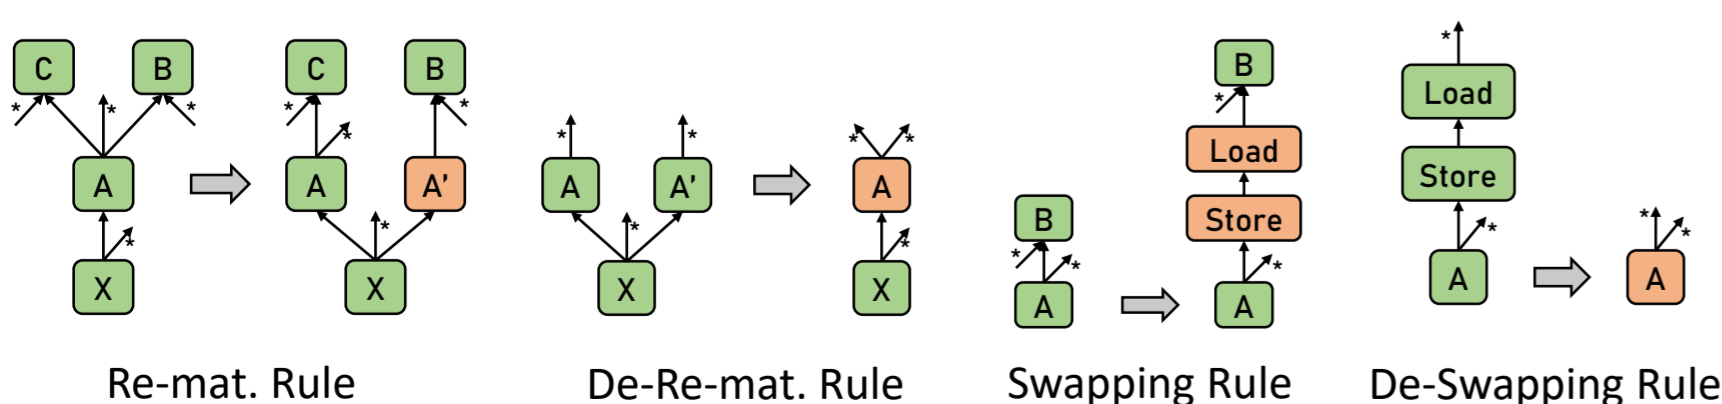 C B
* * *
A
*
X
C B
* * *
A A'
*
X
* *
A A'
*
X
* *
A
*
X
B
* *
A
B
*
Load
Store
*
A
*
Load
Store
*
A
* *
A
Re-mat. Rule
De-Re-mat. Rule
Swapping Rule
De-Swapping Rule